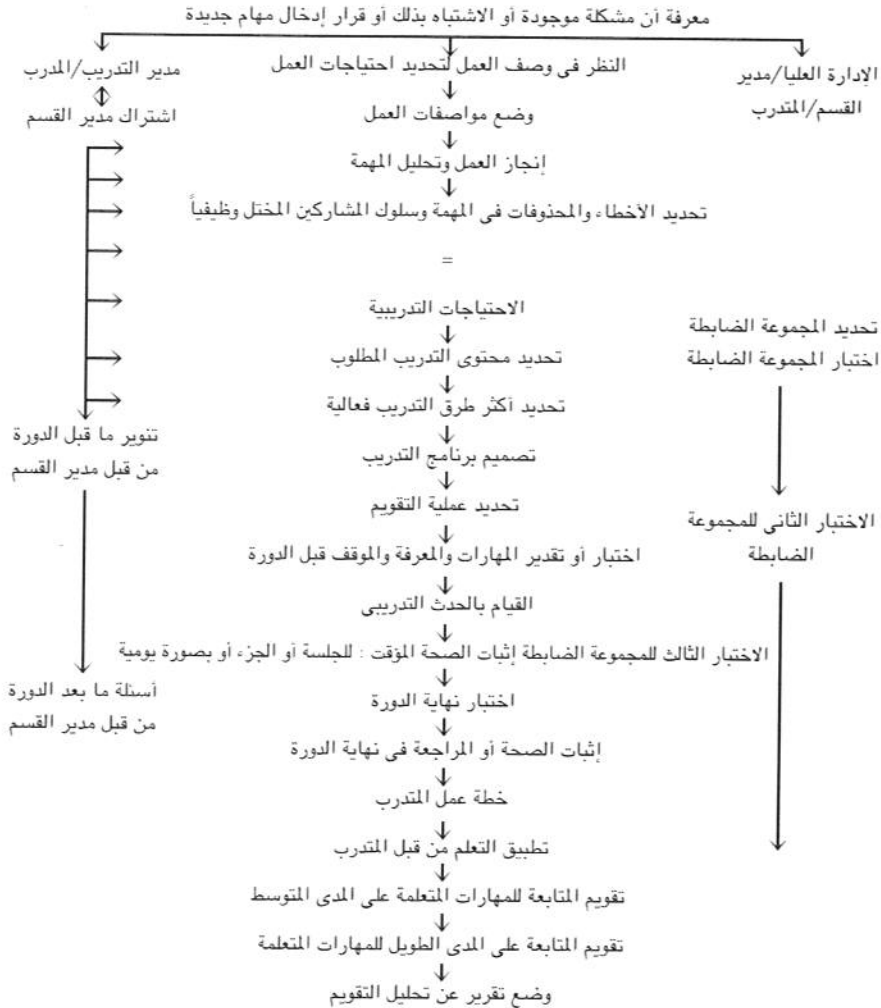 معرفة أن مشكلة موجودة أو الاشتباه بذلك أو قرار إدخال مهام جديدة
الإدارة العليا/مدير
القسم/المتدرب
النظر فى وصف العمل لتحديد احتياجات العمل
مدير التدريب/المدرب
وضع مواصفات العمل
اشتراك مدير القسم
إنجاز العمل وتحليل المهمة
تحديد الأخطاء والمحذوفات فى المهمة وسلوك المشاركين المختل وظيفياً
=
الاحتياجات التدريبية
تحديد المجموعة الضابطة
اختبار المجموعة الضابطة
تحديد محتوى التدريب المطلوب
تحديد أكثر طرق التدريب فعالية
تنوير ما قبل الدورة
من قبل مدير القسم
تصميم برنامج التدريب
تحديد عملية التقويم
الاختبار الثانى للمجموعة
الضابطة
اختبار أو تقدير المهارات والمعرفة والموقف قبل الدورة
القيام بالحدث التدريبى
الاختبار الثالث للمجموعة الضابطة إثبات الصحة المؤقت : للجلسة أو الجزء أو بصورة يومية
أسئلة ما بعد الدورة
من قبل مدير القسم
اختبار نهاية الدورة
إثبات الصحة أو المراجعة فى نهاية الدورة
خطة عمل المتدرب
تطبيق التعلم من قبل المتدرب
تقويم المتابعة للمهارات المتعلمة على المدى المتوسط
تقويم المتابعة على المدى الطويل للمهارات المتعلمة
وضع تقرير عن تحليل التقويم